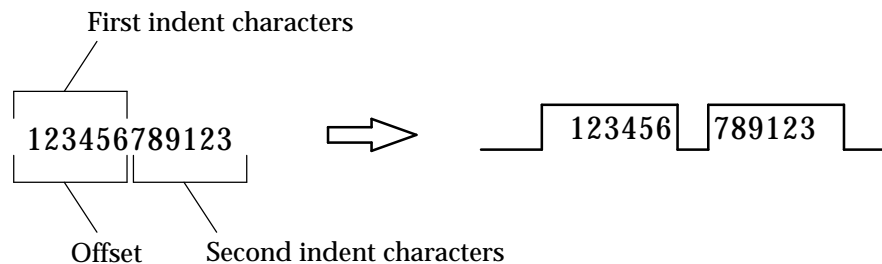 First indent characters
123456789123
123456
789123
Offset
Second indent characters